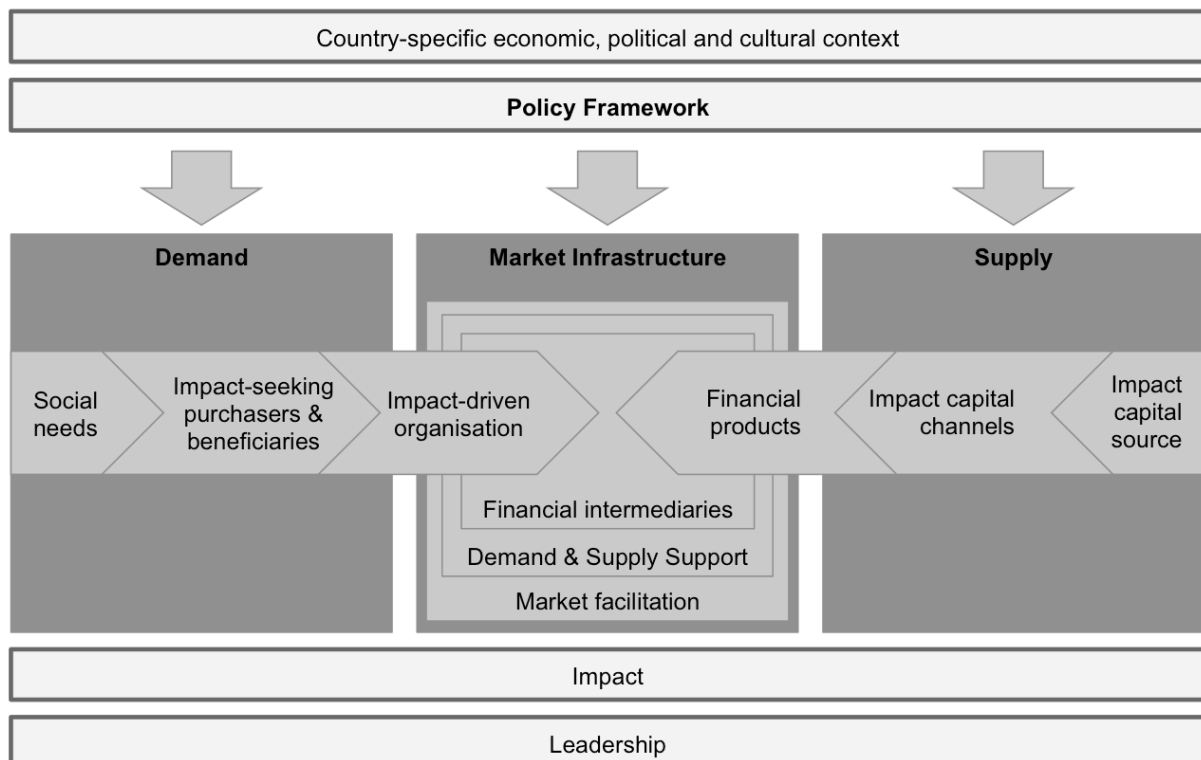 Country-specific economic, political and cultural context
Policy Framework
Demand
Market Infrastructure
Supply
Social
needs
Impact-seeking
purchasers &
beneficiaries
Impact-driven
organisation
Financial
products
Impact capital
channels
Impact
capital
source
Financial intermediaries
Demand & Supply Support
Market facilitation
Impact
Leadership